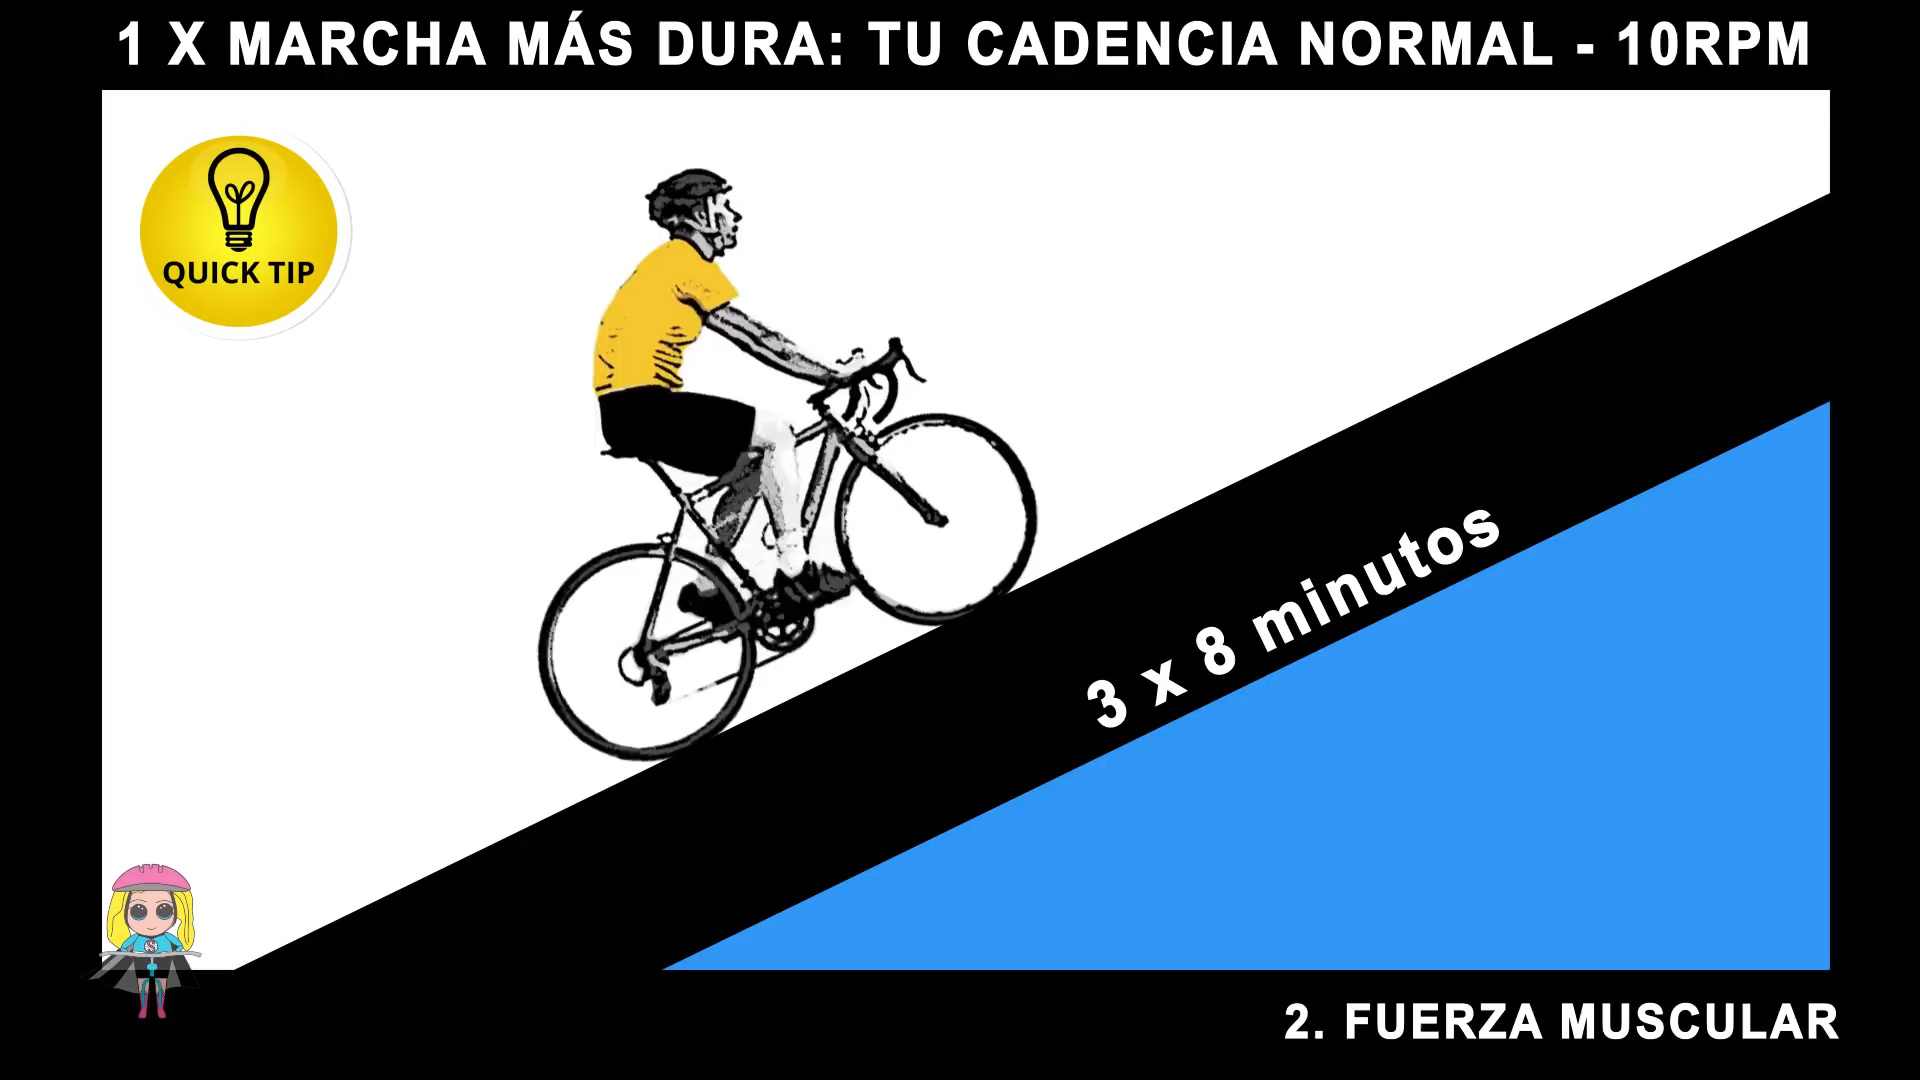 1 X MARCHA MÁS DURA: TU CADENCIA NORMAL - 10RPM
QUICK TIP
3 x 8 minutos
S
2. FUERZA MUSCULAR